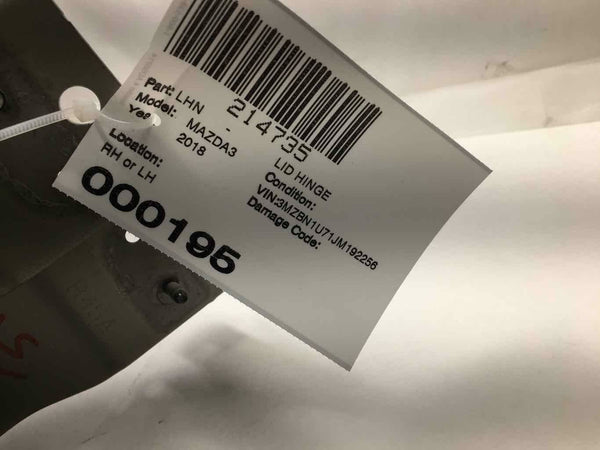 214735
Part: LHN - LID HINGE
Model: MAZDA3 Condition:
Year 2018 VIN:3MZBN1U71JM192256
Location: Damage Code:
RH or LH
000195